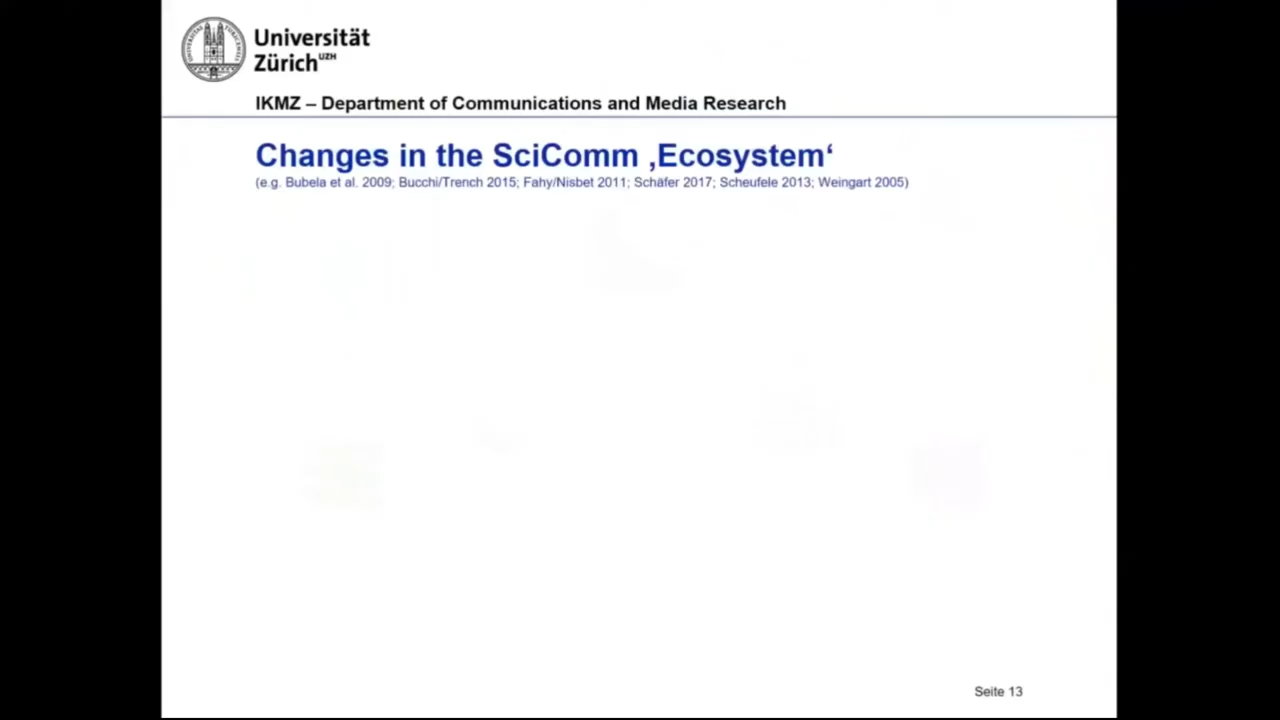 Universität
Zürich UZH
IKMZ – Department of Communications and Media Research
Changes in the SciComm ‚Ecosystem‘
(e.g. Bubela et al. 2009; Bucchi/Trench 2015; Fahy/Nisbet 2011; Schäfer 2017; Scheufele 2013; Weingart 2005)
Seite 13